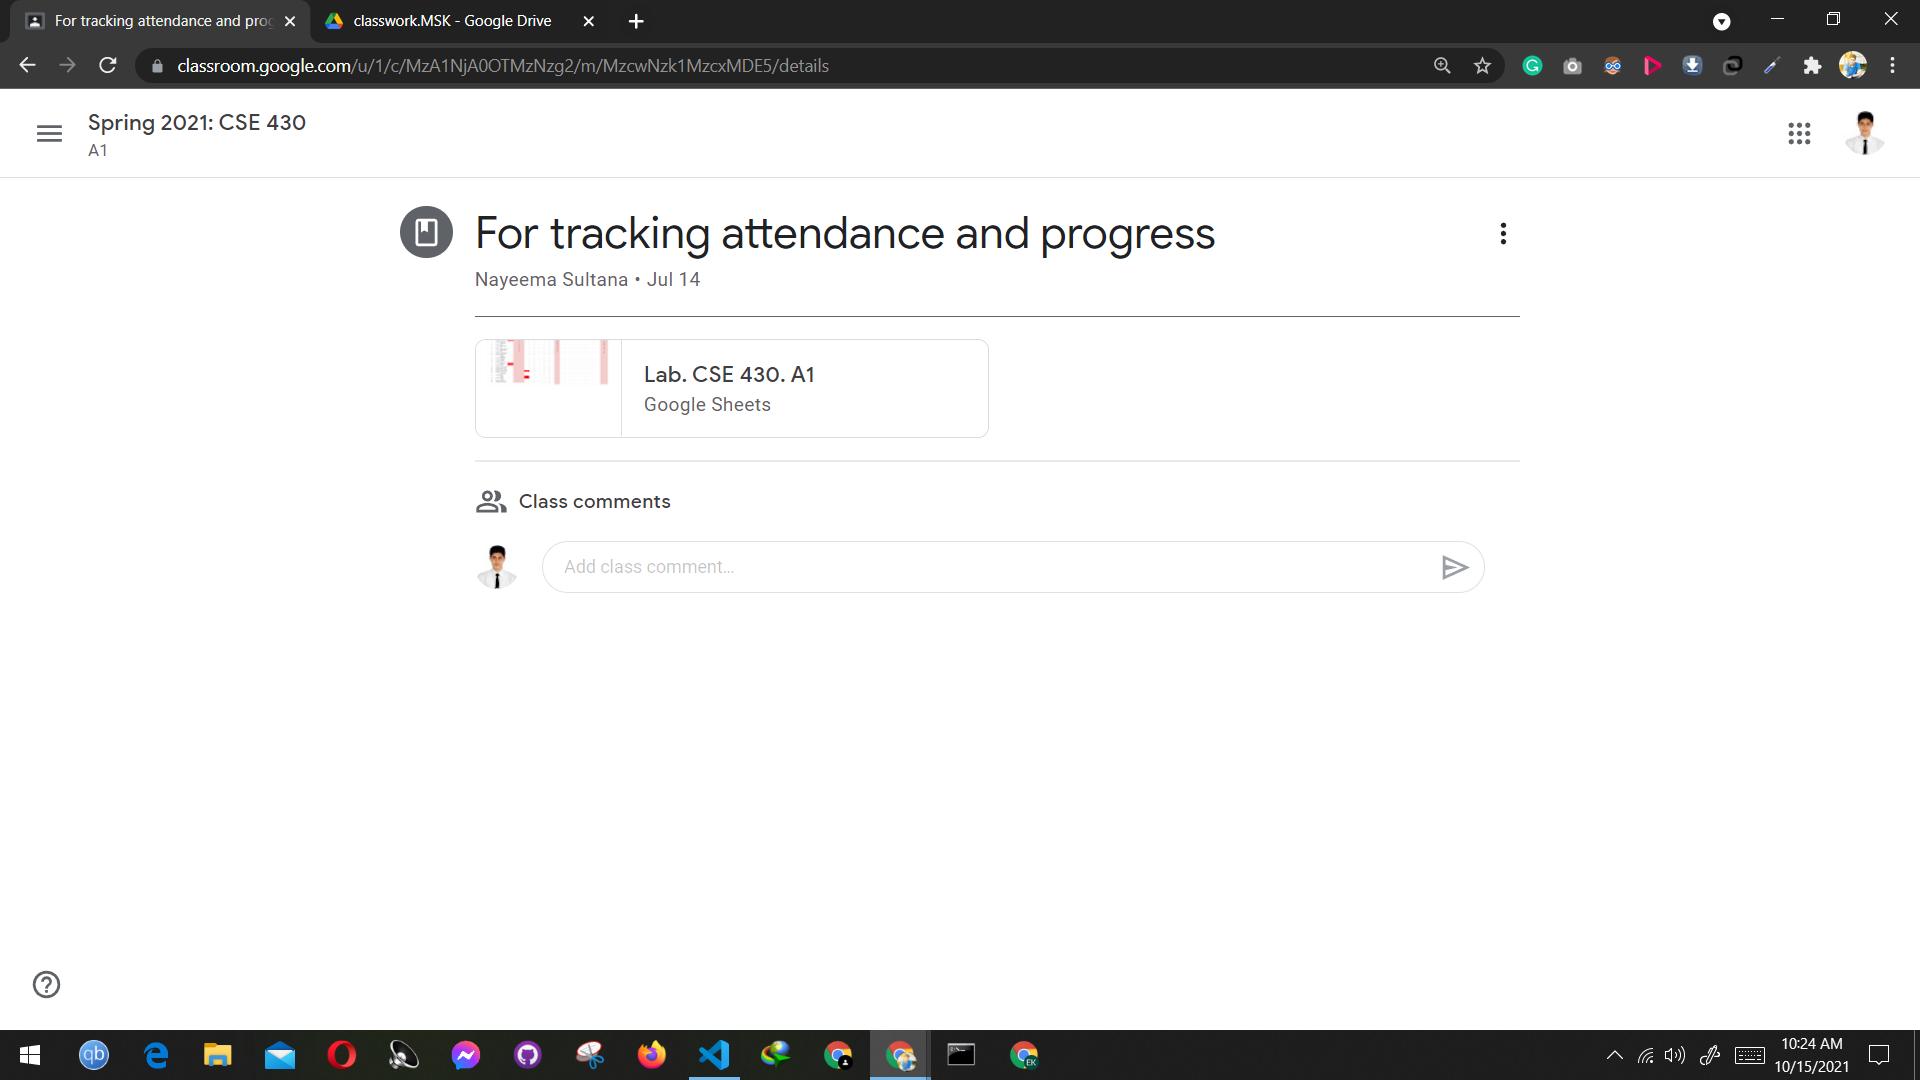 For tracking attendance and prog
classwork.MSK - Google Drive
classroom.google.com/u/1/c/MzA1NjA0OTMzNzg2/m/MzcwNzk1MzcxMDE5/details
Spring 2021: CSE 430
A1
For tracking attendance and progress
Nayeema Sultana • Jul 14
Lab. CSE 430. A1
Google Sheets
Class comments
Add class comment...
qb
EK
10:24 AM
10/15/2021